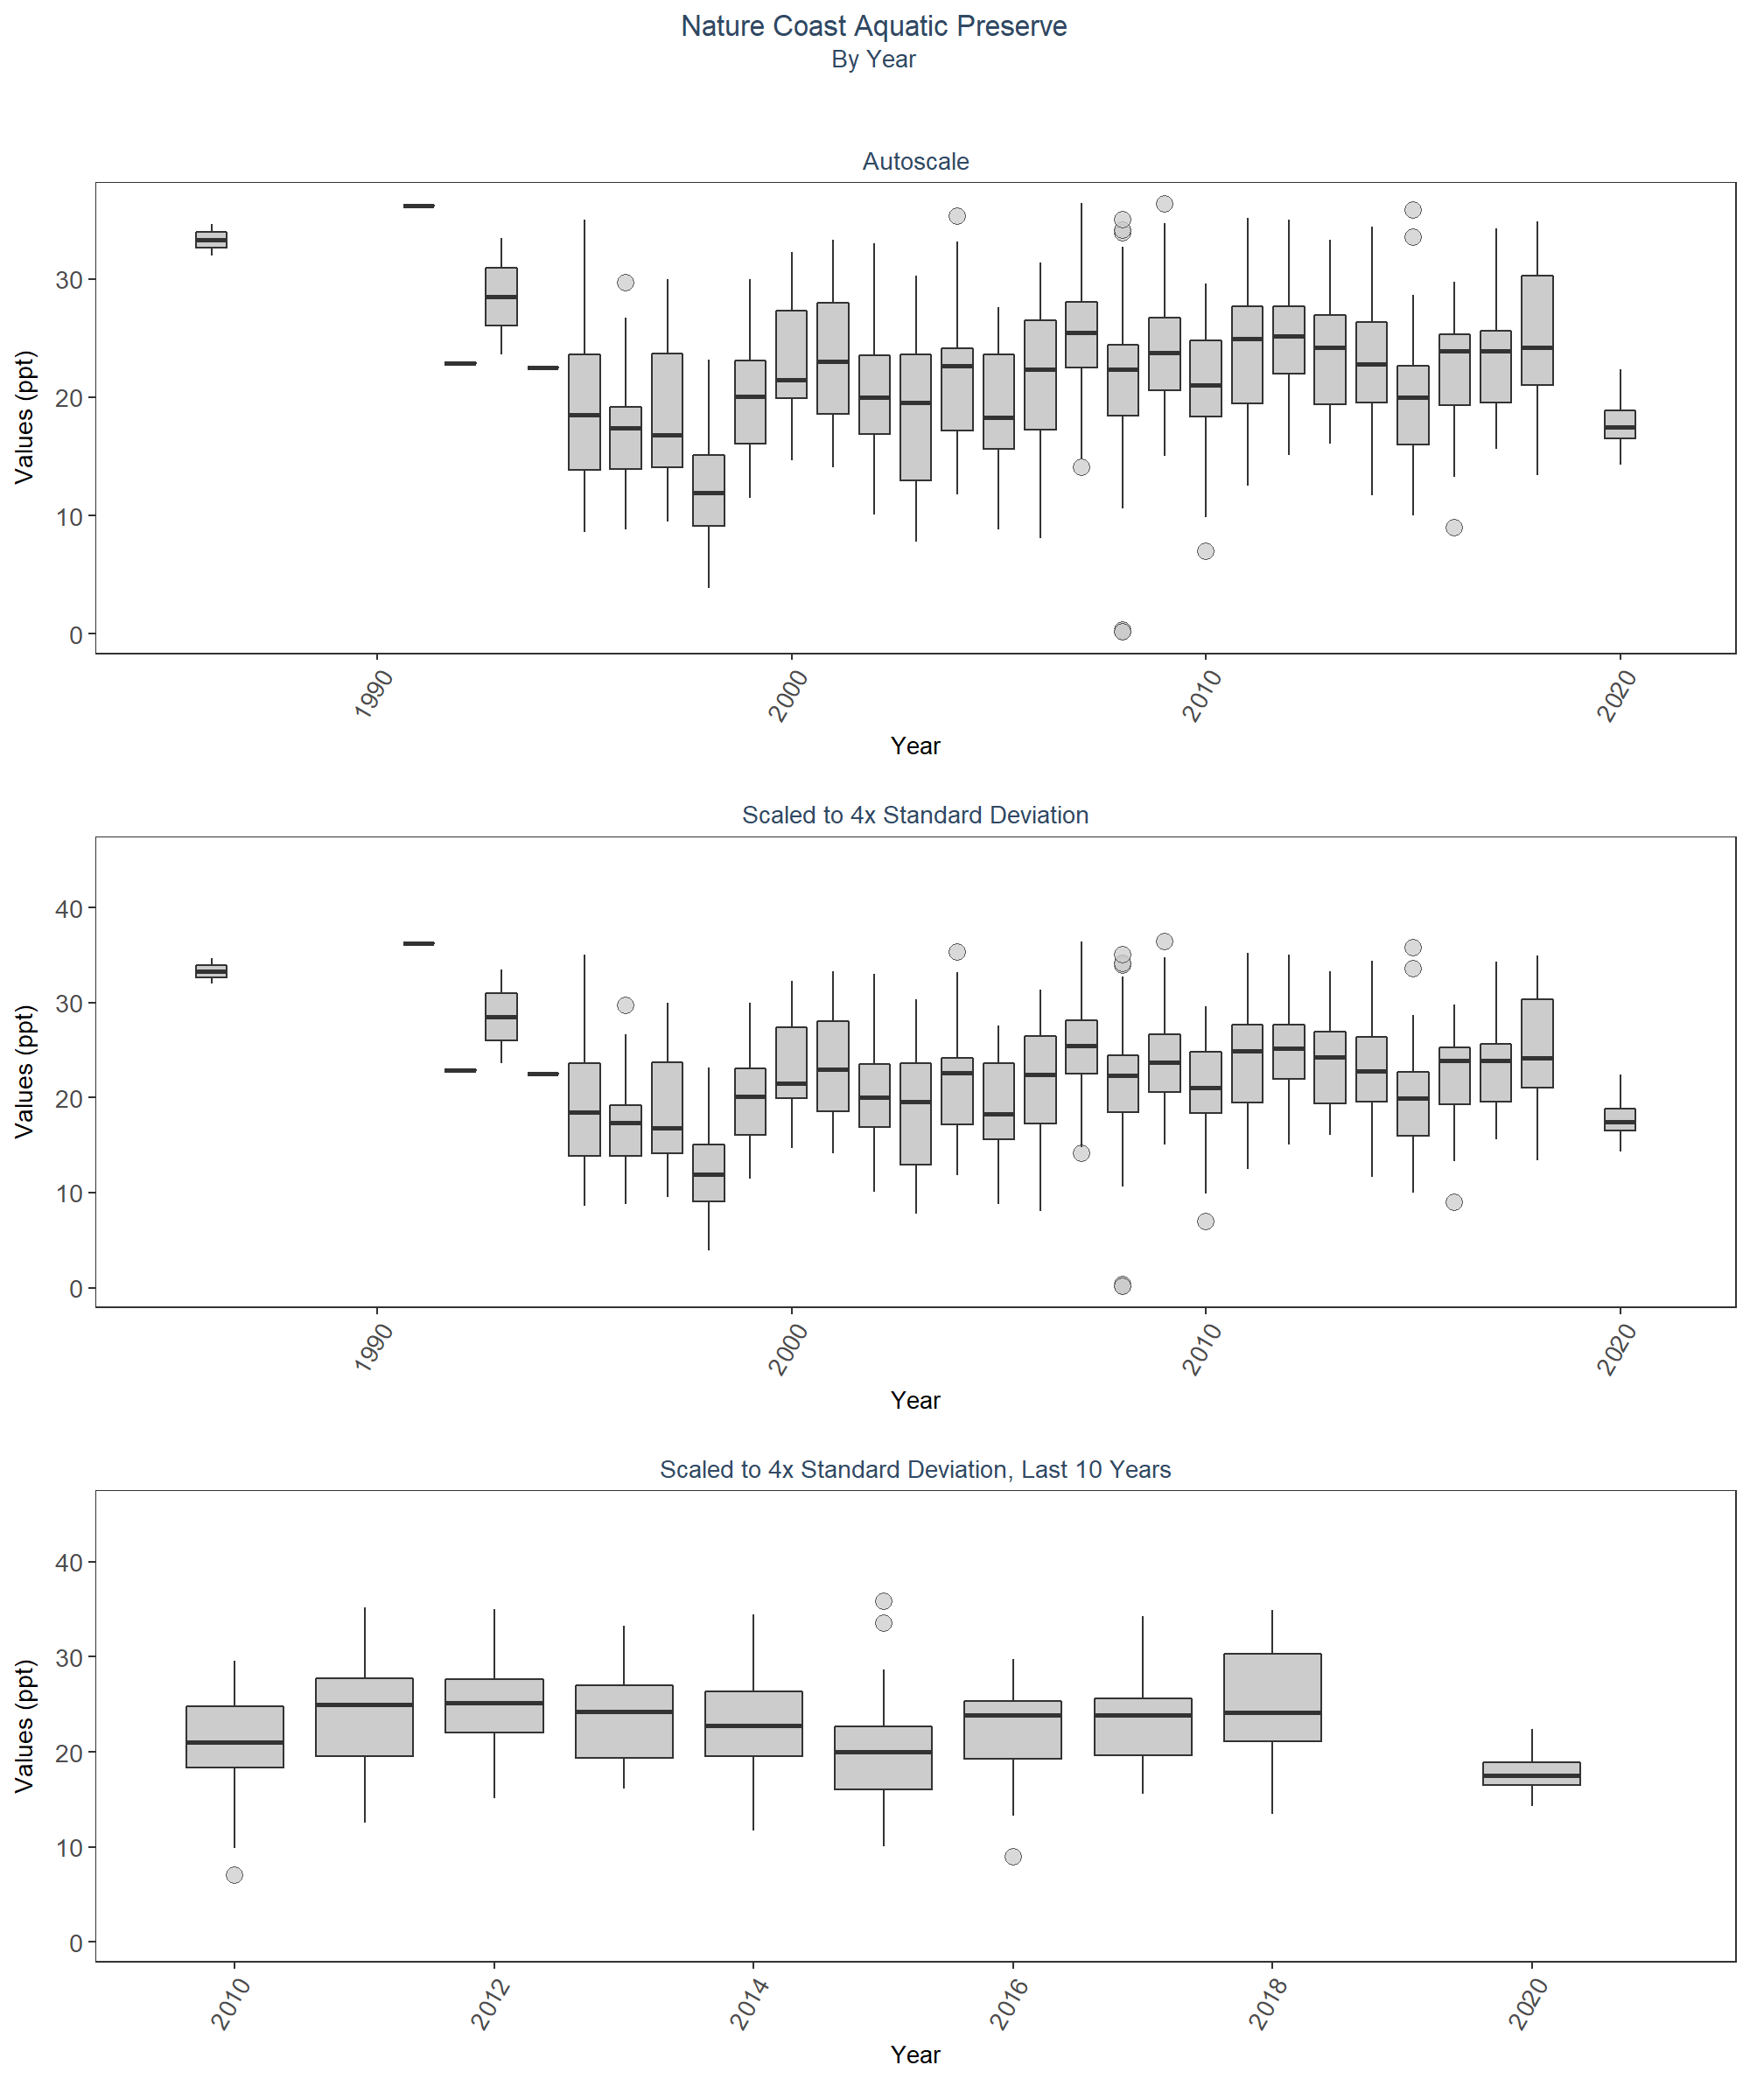 Nature Coast Aquatic Preserve
By Year
Autoscale
Values (ppt)
30
20
10
0
1990
2000
2010
2020
Year
Scaled to 4x Standard Deviation
Values (ppt)
40
30
20
10
0
1990
2000
2010
2020
Year
Scaled to 4x Standard Deviation, Last 10 Years
Values (ppt)
40
30
20
10
0
2010
2012
2014
2016
2018
2020
Year